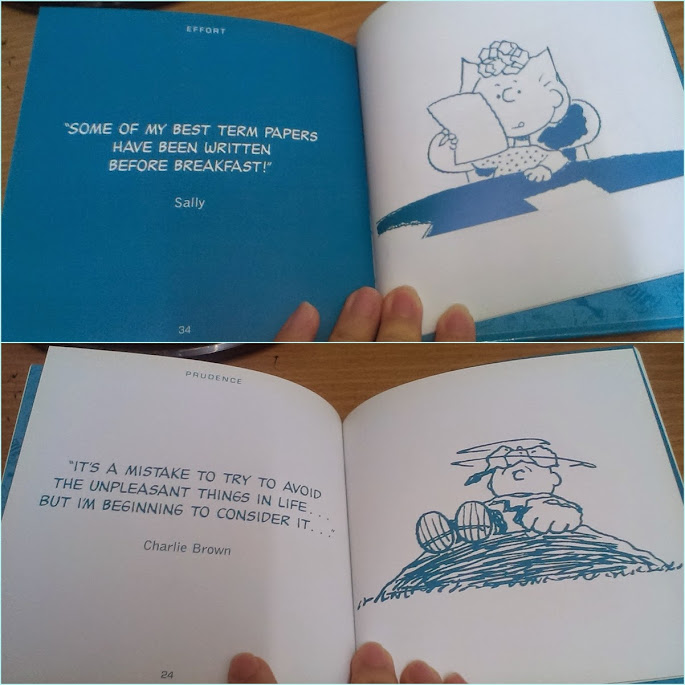 EFFORT
"SOME OF MY BEST TERM PAPERS
HAVE BEEN WRITTEN
BEFORE BREAKFAST!"
Sally
34
PRUDENCE
"IT'S A MISTAKE TO TRY TO AVOID
THE UNPLEASANT THINGS IN LIFE . . .
BUT I'M BEGINNING TO CONSIDER IT . . ."
Charlie Brown
24